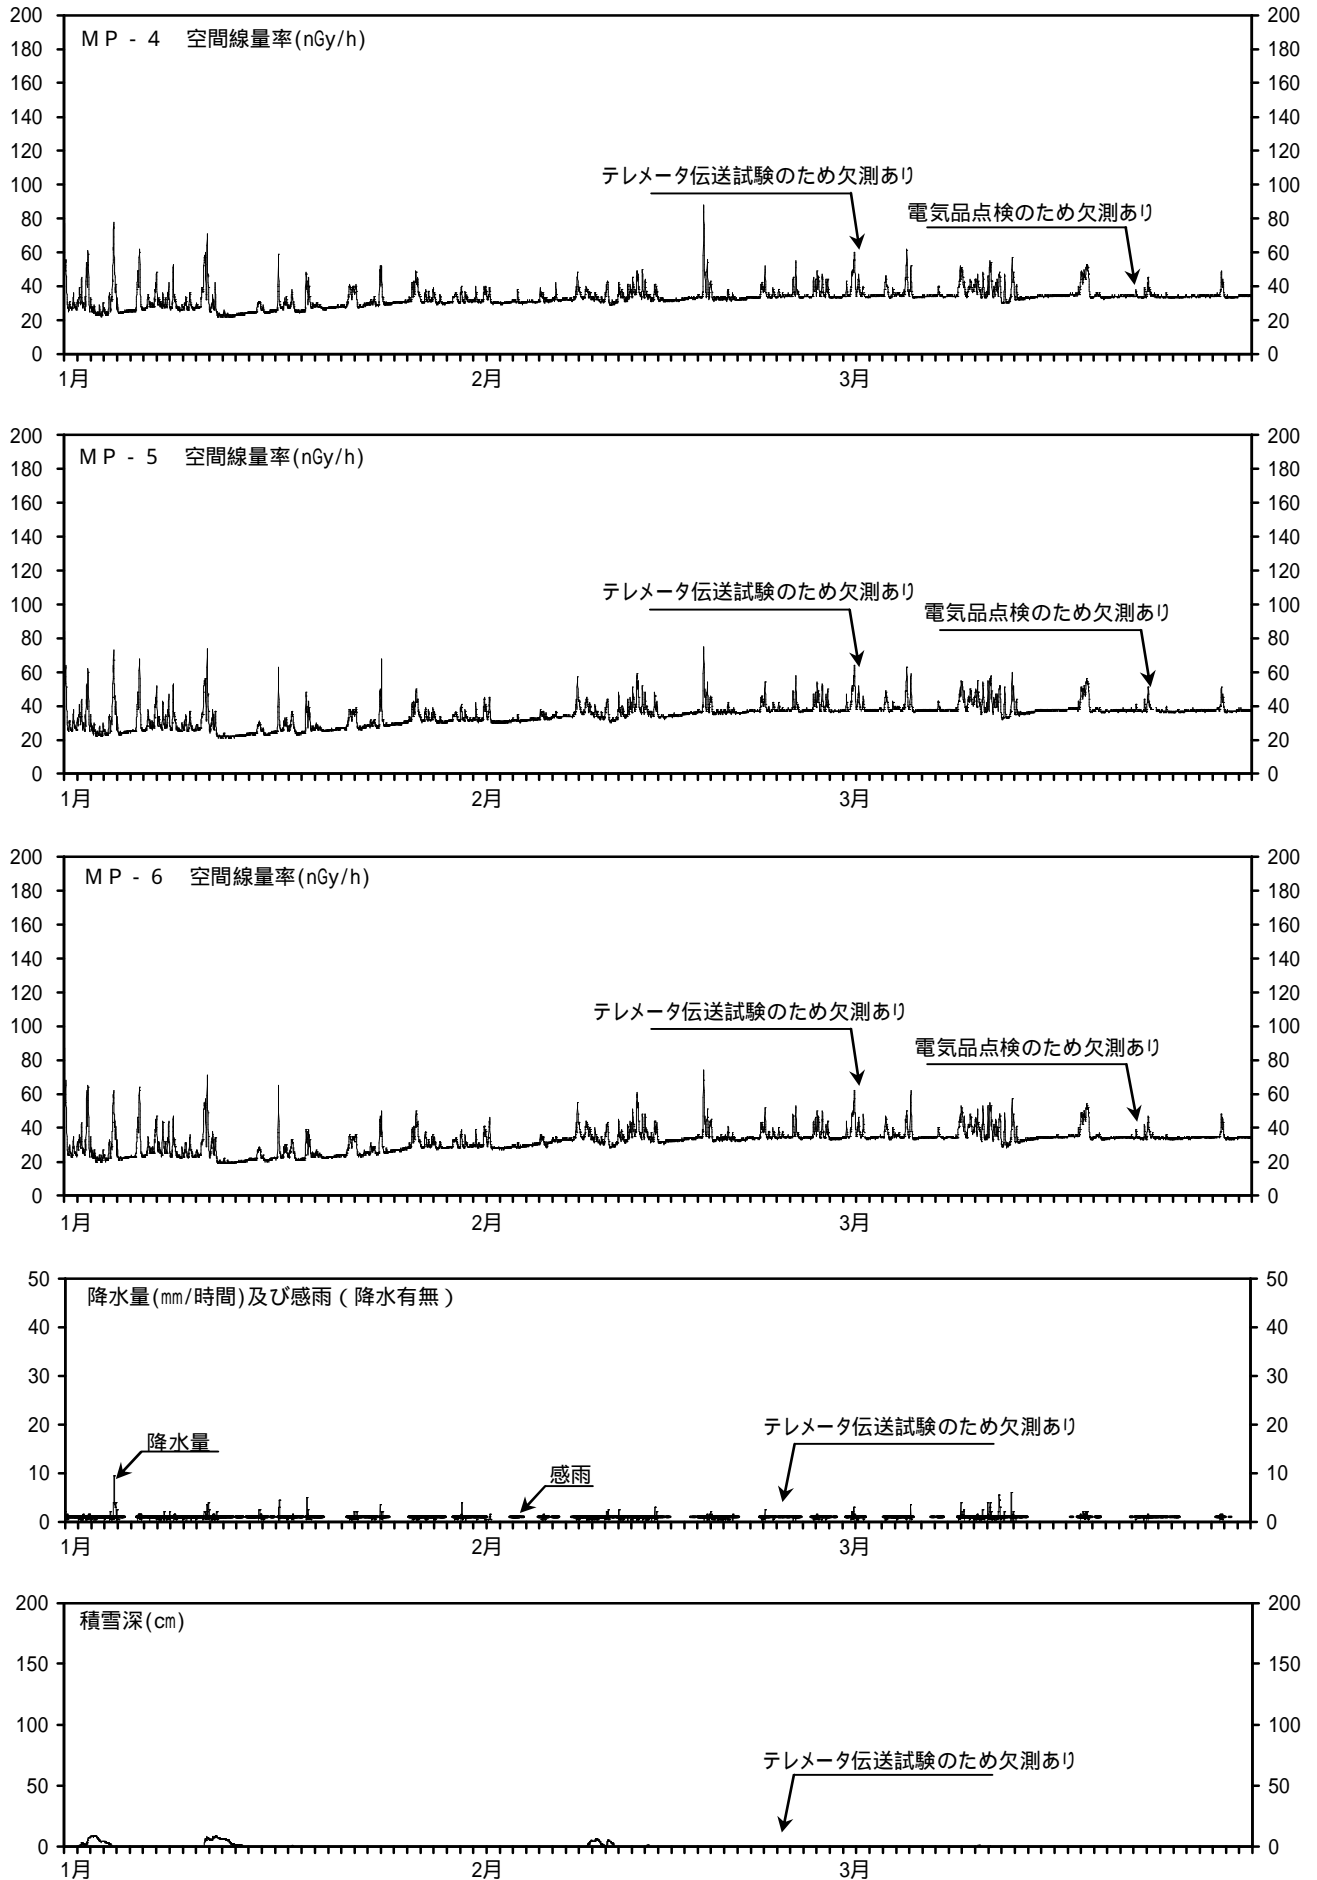 200 200
MP-4 空間線量率(nGy/h)
180 180
160 160
140 140
120 120
テレメータ伝送試験のため欠測あり
100 100
電気品点検のため欠測あり
80 80
60 60
40 40
20 20
0 0
1月 2月 3月
200 200
MP-5 空間線量率(nGy/h)
180 180
160 160
140 140
120 120
テレメータ伝送試験のため欠測あり
100 100
電気品点検のため欠測あり
80 80
60 60
40 40
20 20
0 0
1月 2月 3月
200 200
MP-6 空間線量率(nGy/h)
180 180
160 160
140 140
120 120
テレメータ伝送試験のため欠測あり
100 100
電気品点検のため欠測あり
80 80
60 60
40 40
20 20
0 0
1月 2月 3月
50 50
降水量(㎜/時間)及び感雨(降水有無)
40 40
30 30
20 20
テレメータ伝送試験のため欠測あり
降水量
感雨
10 10
0 0
1月 2月 3月
200 200
積雪深(㎝)
150 150
100 100
テレメータ伝送試験のため欠測あり
50 50
0 0
1月 2月 3月